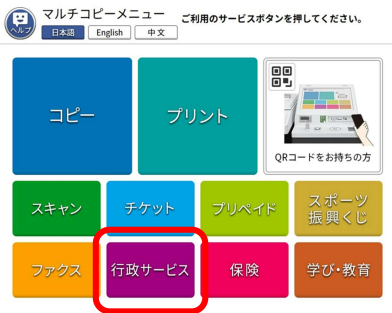 マルチコピーメニュー
ご利用のサービスボタンを押してください。
ヘルプ
日本語
English
中文
コピー
プリント
QRコードをお持ちの方
スキャン
チケット
プリペイド
スポーツ
振興くじ
ファクス
行政サービス
保険
学び・教育